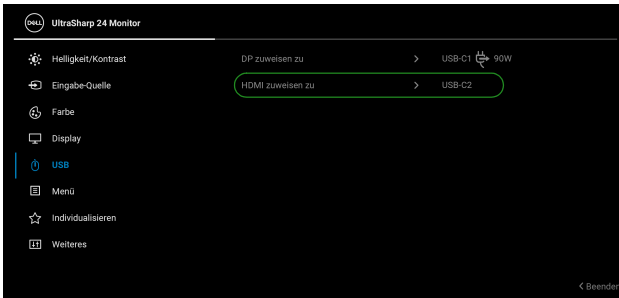 DELL UltraSharp 24 Monitor
Helligkeit/Kontrast
DP zuweisen zu > USB-C1 90W
Eingabe-Quelle
HDMI zuweisen zu > USB-C2
Farbe
Display
USB
Menü
Individualisieren
Weiteres
< Beenden